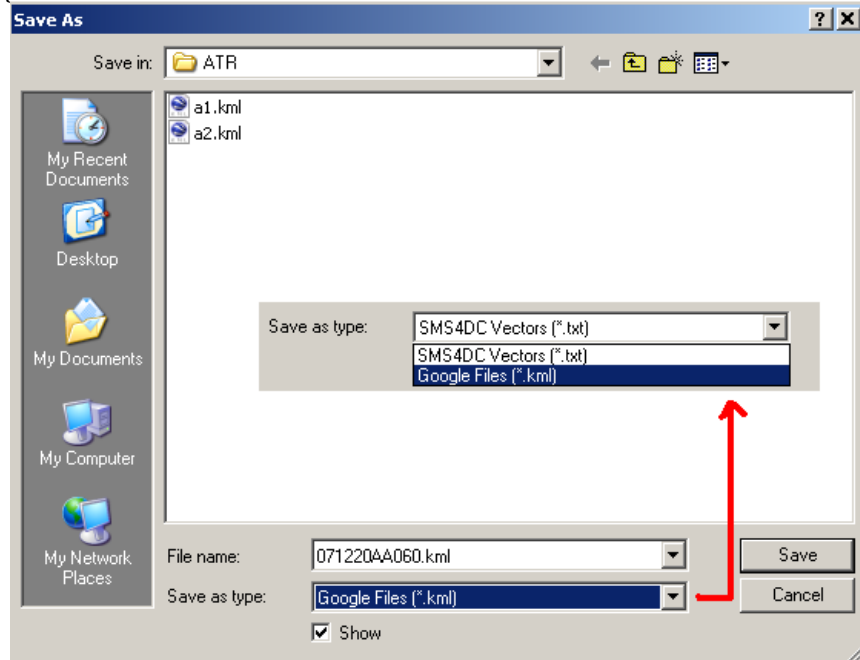 Save As
Save in: ATR
a1.kml
a2.kml
My Recent
Documents
Desktop
My Documents
My Computer
My Network
Places
Save as type: SMS4DC Vectors (*.txt)
SMS4DC Vectors (*.txt)
Google Files (*.kml)
File name: 071220AA060.kml Save
Save as type: Google Files (*.kml) Cancel
Show